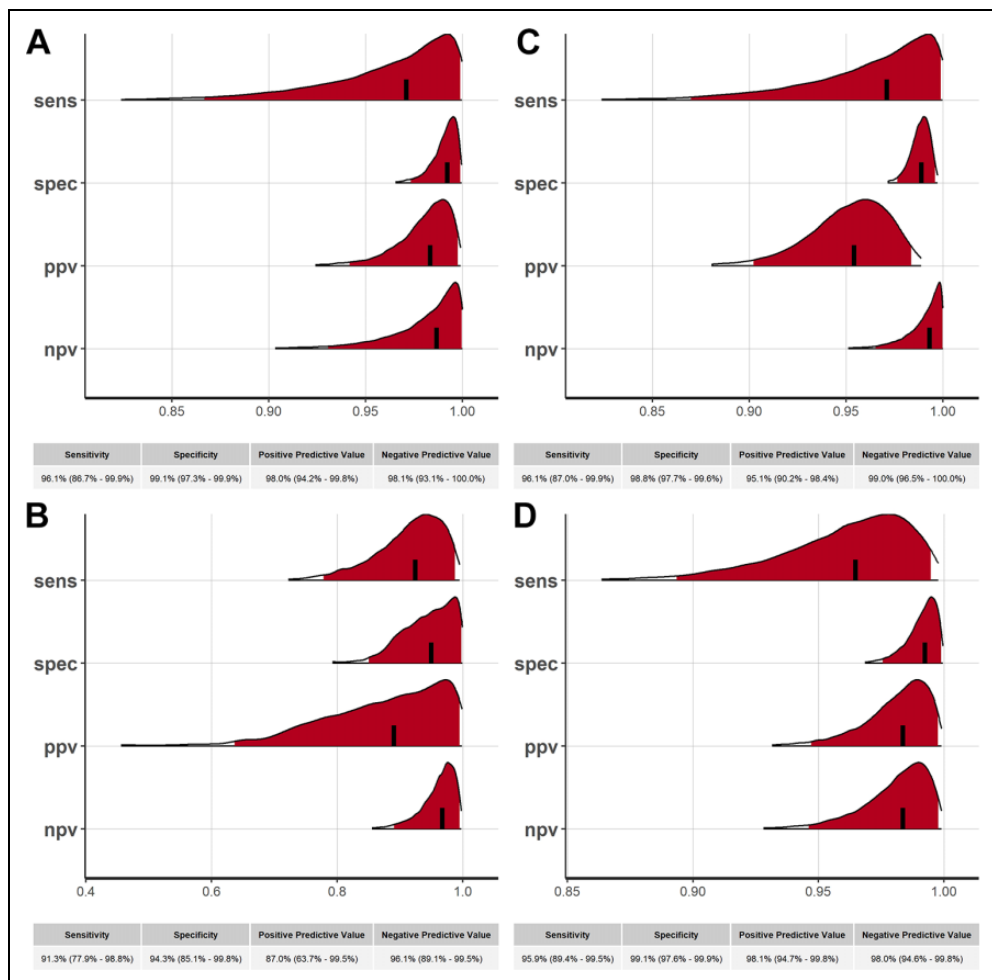 A
sens
spec
ppv
npv
0.85 0.90 0.95 1.00
Sensitivity Specificity Positive Predictive Value Negative Predictive Value
96.1% (86.7% - 99.9%) 99.1% (97.3% - 99.9%) 98.0% (94.2% - 99.8%) 98.1% (93.1% - 100.0%)
C
sens
spec
ppv
npv
0.85 0.90 0.95 1.00
Sensitivity Specificity Positive Predictive Value Negative Predictive Value
96.1% (87.0% - 99.9%) 98.8% (97.7% - 99.6%) 95.1% (90.2% - 98.4%) 99.0% (96.5% - 100.0%)
B
sens
spec
ppv
npv
0.4 0.6 0.8 1.0
Sensitivity Specificity Positive Predictive Value Negative Predictive Value
91.3% (77.9% - 98.8%) 94.3% (85.1% - 99.8%) 87.0% (63.7% - 99.5%) 96.1% (89.1% - 99.5%)
D
sens
spec
ppv
npv
0.85 0.90 0.95 1.00
Sensitivity Specificity Positive Predictive Value Negative Predictive Value
95.9% (89.4% - 99.5%) 99.1% (97.6% - 99.9%) 98.1% (94.7% - 99.8%) 98.0% (94.6% - 99.8%)